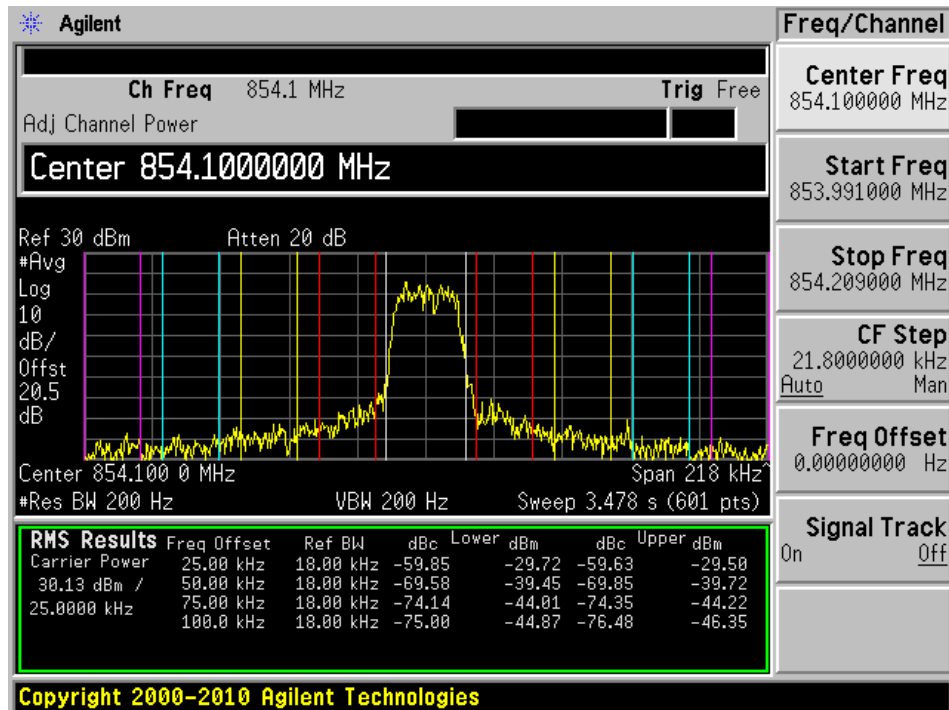 Agilent
Freq/Channel
Ch Freq 854.1 MHz Trig Free
Adj Channel Power
Center 854.1000000 MHz
Ref 30 dBm Atten 20 dB
#Avg
Log
10
dB/
Offst
20.5
dB
Center 854.100 0 MHz Span 218 kHz^
#Res BW 200 Hz VBW 200 Hz Sweep 3.478 s (601 pts)
RMS Results Freq Offset Ref BW dBc Lower dBm dBc Upper dBm
Carrier Power 25.00 kHz 18.00 kHz -59.85 -29.72 -59.63 -29.50
30.13 dBm / 50.00 kHz 18.00 kHz -69.58 -39.45 -69.85 -39.72
25.0000 kHz 75.00 kHz 18.00 kHz -74.14 -44.01 -74.35 -44.22
100.0 kHz 18.00 kHz -75.00 -44.87 -76.48 -46.35
Center Freq
854.100000 MHz
Start Freq
853.991000 MHz
Stop Freq
854.209000 MHz
CF Step
21.8000000 kHz
Auto Man
Freq Offset
0.00000000 Hz
Signal Track
On Off
Copyright 2000-2010 Agilent Technologies